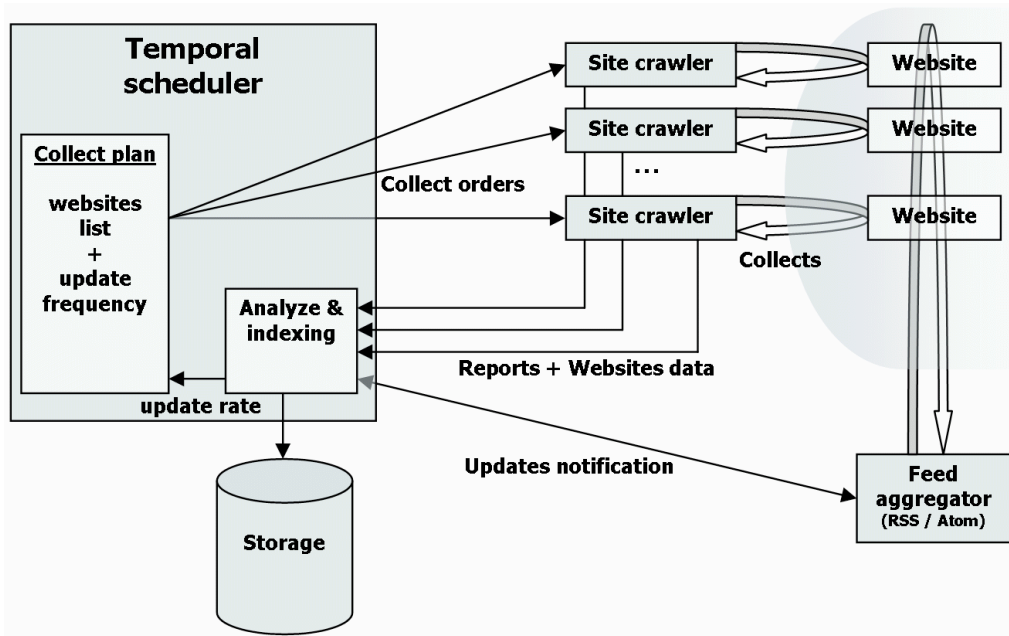 Temporal
scheduler
Collect plan
websites
list
+
update
frequency
Analyze &
indexing
update rate
Storage
Collect orders
Site crawler
Site crawler
...
Site crawler
Website
Website
Website
Collects
Reports + Websites data
Updates notification
Feed
aggregator
(RSS / Atom)